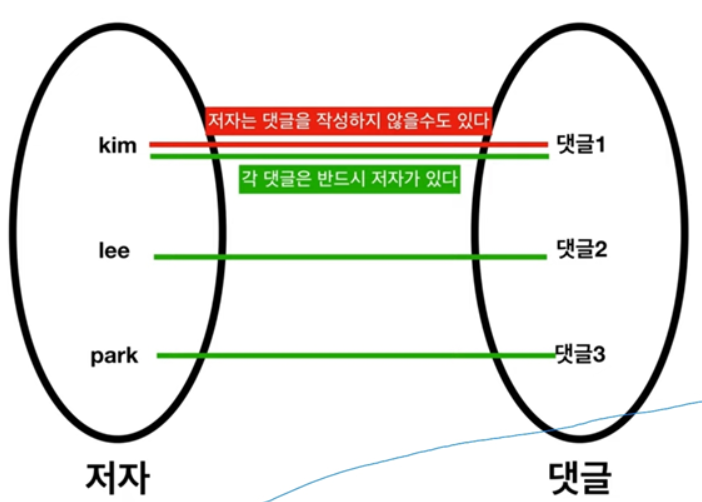 저자는 댓글을 작성하지 않을수도 있다
kim
댓글1
각 댓글은 반드시 저자가 있다
lee
댓글2
park
댓글3
저자
댓글